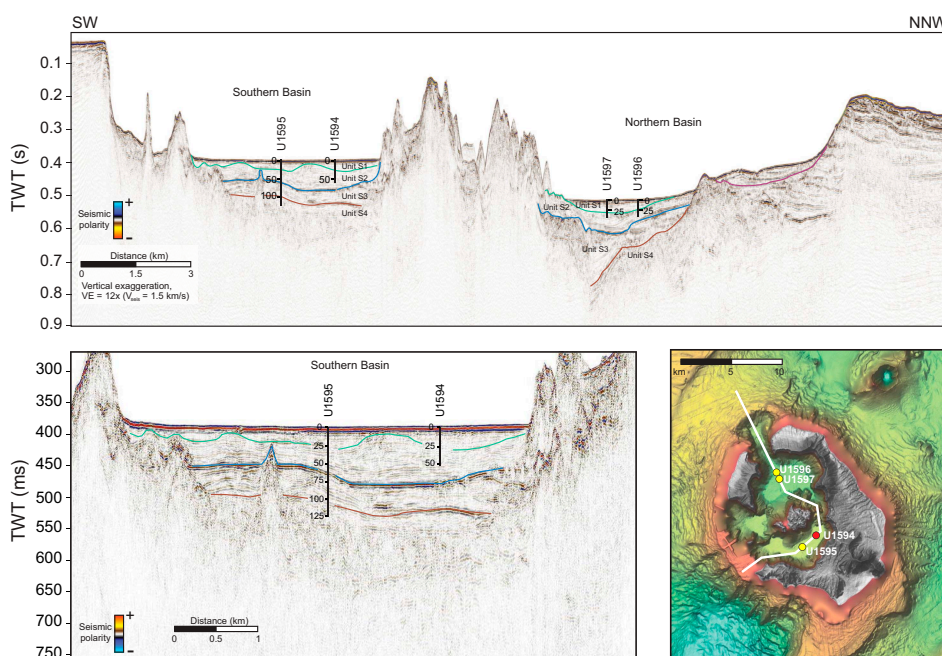 SW
NNW
TWT (s)
0.1
0.2
0.3
0.4
0.5
0.6
0.7
0.8
0.9
Southern Basin
U1595
U1594
0
50
100
0
50
Unit S1
Unit S2
Unit S3
Unit S4
Northern Basin
U1597
U1596
0
25
0
25
Unit S1
Unit S2
Unit S3
Unit S4
Seismic
polarity
+
-
Distance (km)
0
1.5
3
Vertical exaggeration,
VE = 12x (Vaxis = 1.5 km/s)
TWT (ms)
300
350
400
450
500
550
600
650
700
750
Southern Basin
U1595
U1594
0
25
50
75
100
125
0
25
50
Seismic
polarity
+
-
Distance (km)
0
0.5
1
km
5
10
U1596
U1597
U1594
U1595